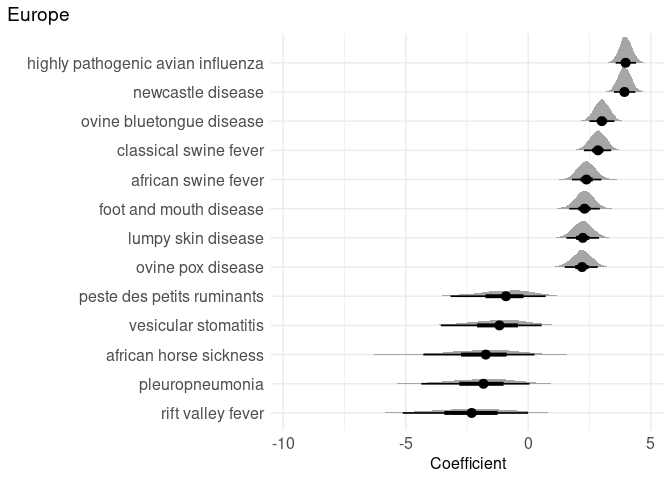 Europe
highly pathogenic avian influenza
newcastle disease
ovine bluetongue disease
classical swine fever
african swine fever
foot and mouth disease
lumpy skin disease
ovine pox disease
peste des petits ruminants
vesicular stomatitis
african horse sickness
pleuropneumonia
rift valley fever
-10 -5 0 5
Coefficient